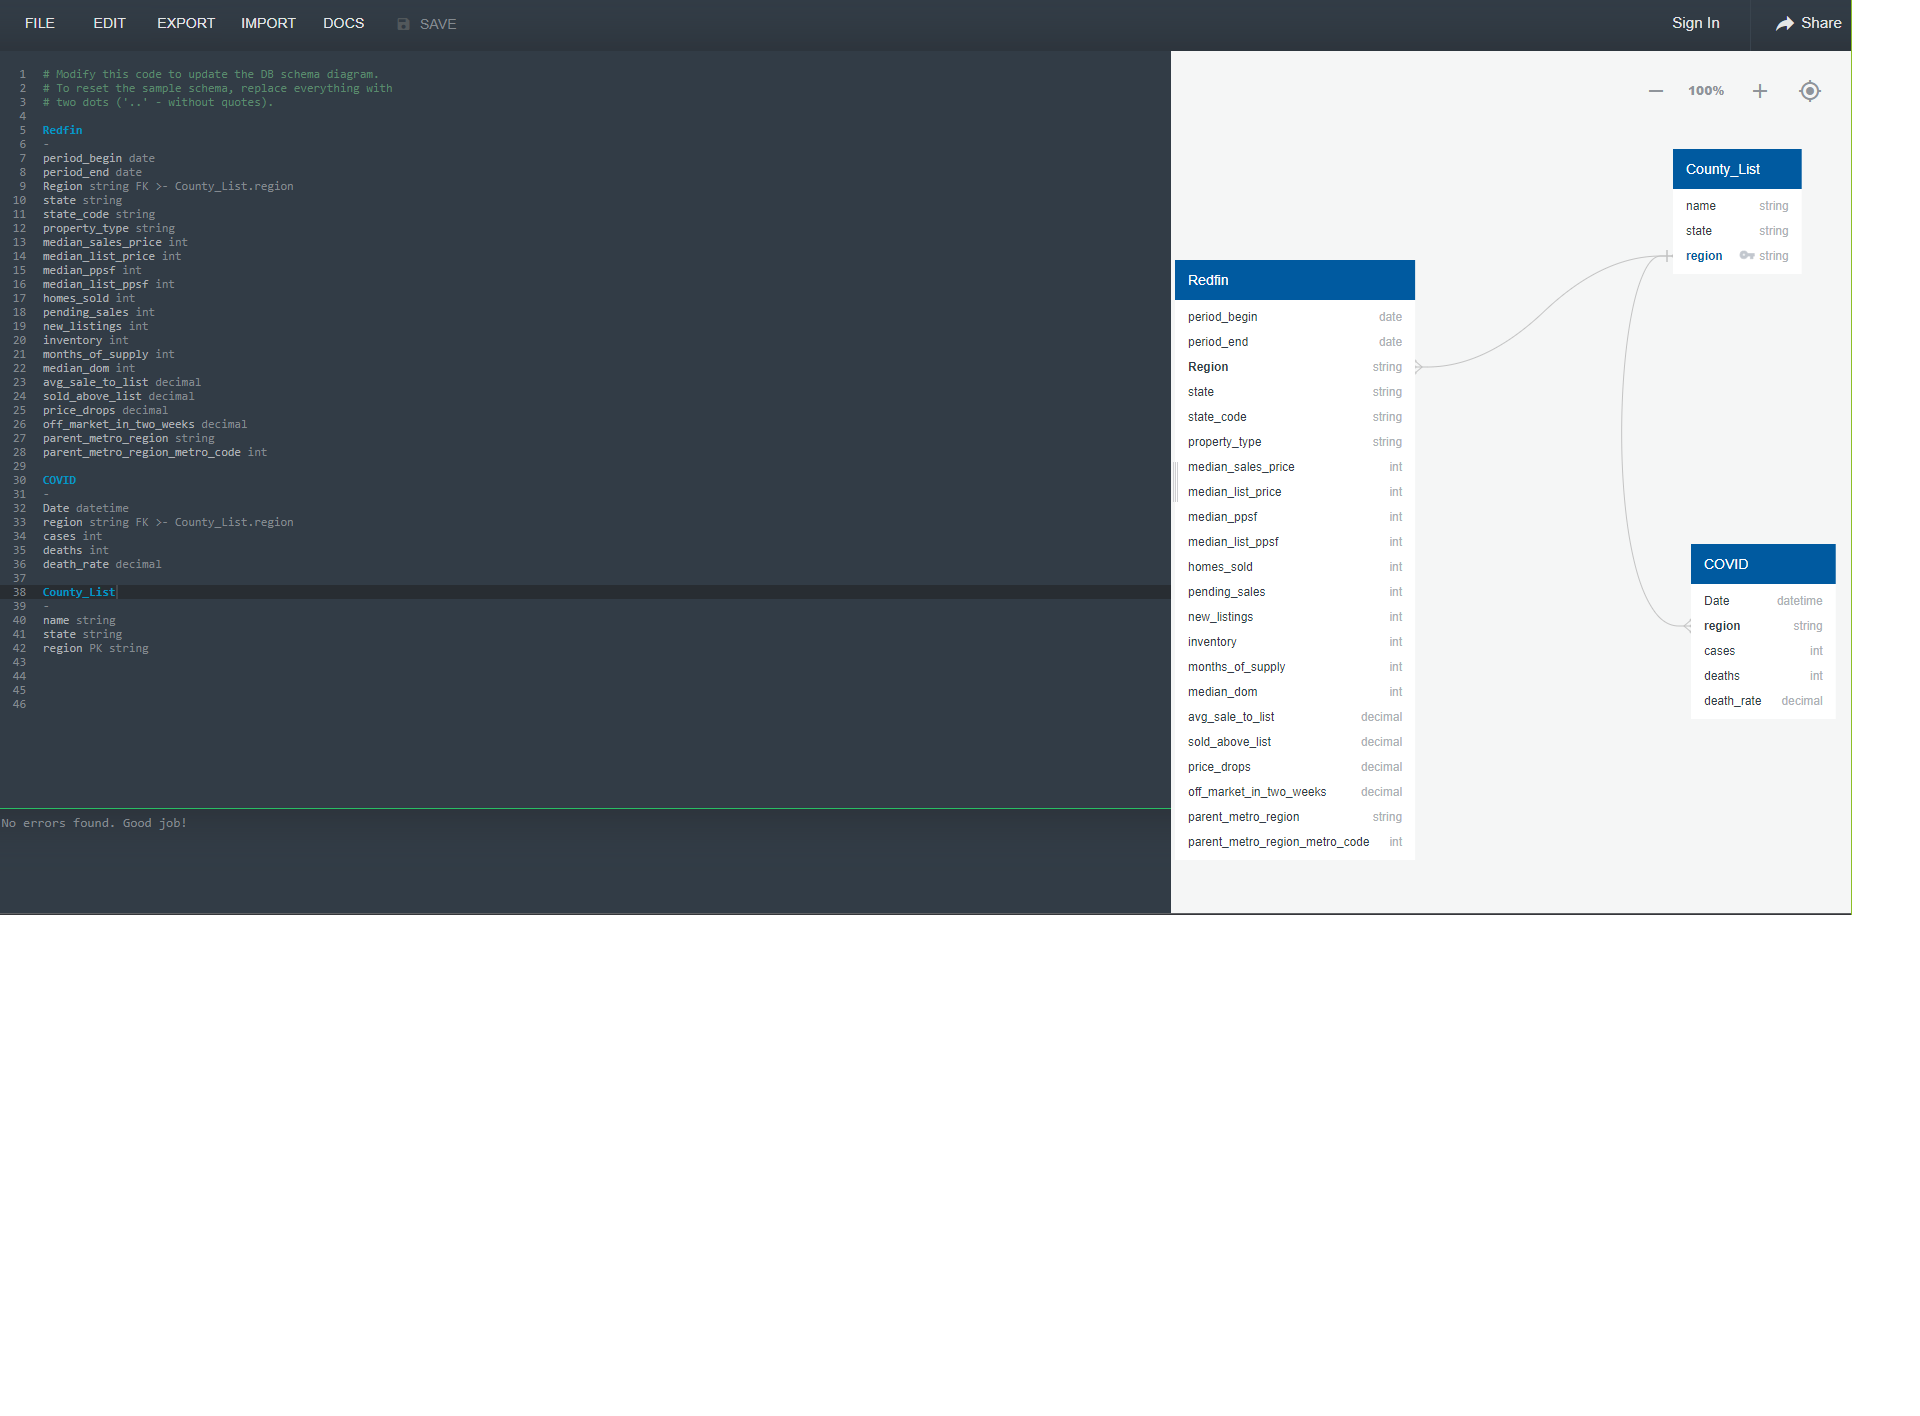 FILE EDIT EXPORT IMPORT DOCS SAVE Sign In Share
1 # Modify this code to update the DB schema diagram.
2 # To reset the sample schema, replace everything with
3 # two dots ('..' - without quotes).
4
5 Redfin
6 -
7 period_begin date
8 period_end date
9 Region string FK >- County_List.region
10 state string
11 state_code string
12 property_type string
13 median_sales_price int
14 median_list_price int
15 median_ppsf int
16 median_list_ppsf int
17 homes_sold int
18 pending_sales int
19 new_listings int
20 inventory int
21 months_of_supply int
22 median_dom int
23 avg_sale_to_list decimal
24 sold_above_list decimal
25 price_drops decimal
26 off_market_in_two_weeks decimal
27 parent_metro_region string
28 parent_metro_region_metro_code int
29
30 COVID
31 -
32 Date datetime
33 region string FK >- County_List.region
34 cases int
35 deaths int
36 death_rate decimal
37
38 County_List
39 -
40 name string
41 state string
42 region PK string
43
44
45
46
No errors found. Good job!
100%
County_List
name string
state string
region string
Redfin
period_begin date
period_end date
Region string
state string
state_code string
property_type string
median_sales_price int
median_list_price int
median_ppsf int
median_list_ppsf int
homes_sold int
pending_sales int
new_listings int
inventory int
months_of_supply int
median_dom int
avg_sale_to_list decimal
sold_above_list decimal
price_drops decimal
off_market_in_two_weeks decimal
parent_metro_region string
parent_metro_region_metro_code int
COVID
Date datetime
region string
cases int
deaths int
death_rate decimal